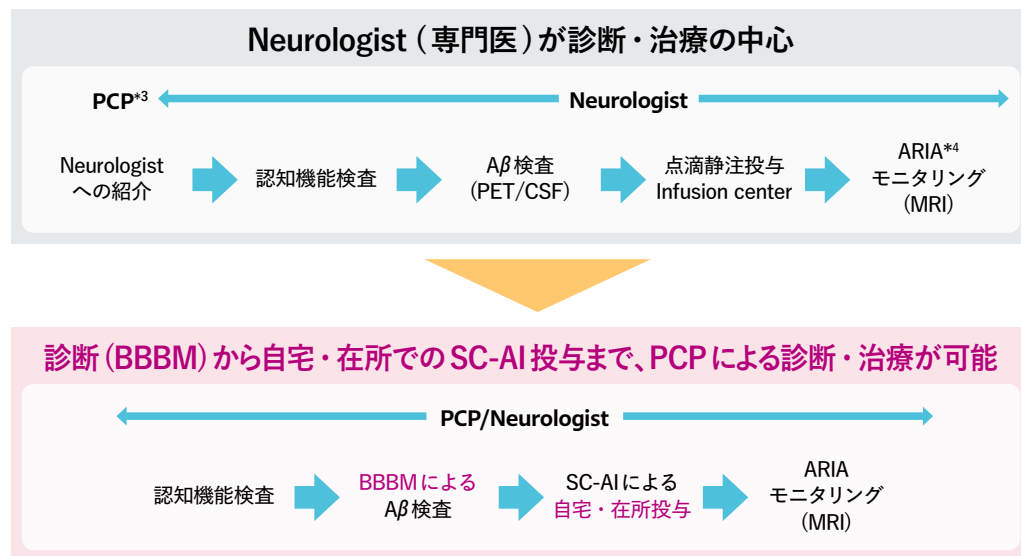 Neurologist（専門医）が診断・治療の中心
PCP*3
Neurologist
Neurologist
への紹介
認知機能検査
Aβ検査
(PET/CSF)
点滴静注投与
Infusion center
ARIA*4
モニタリング
(MRI)
診断(BBBM)から自宅・在所でのSC-AI投与まで、PCPによる診断・治療が可能
PCP/Neurologist
認知機能検査
BBBMによる
Aβ検査
SC-AIによる
自宅・在所投与
ARIA
モニタリング
(MRI)